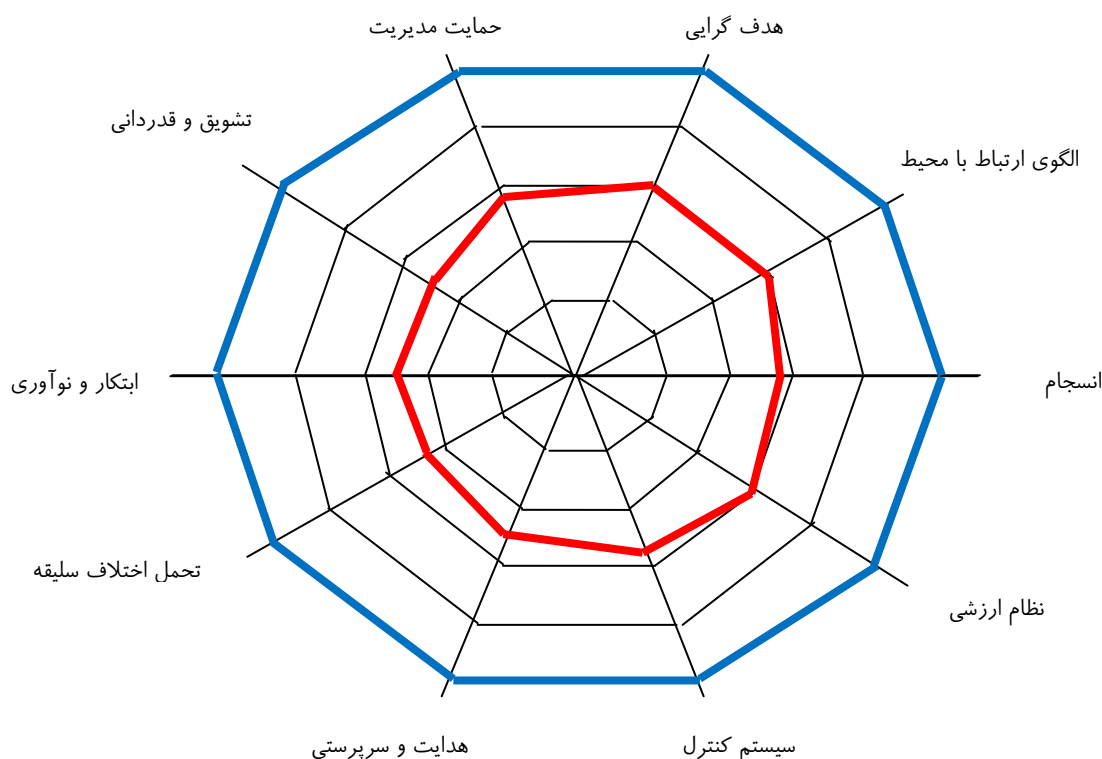 هدف گرایی
حمایت مدیریت
تشویق و قدردانی
الگوی ارتباط با محیط
ابتکار و نوآوری
انسجام
تحمل اختلاف سلیقه
نظام ارزشی
هدایت و سرپرستی
سیستم کنترل